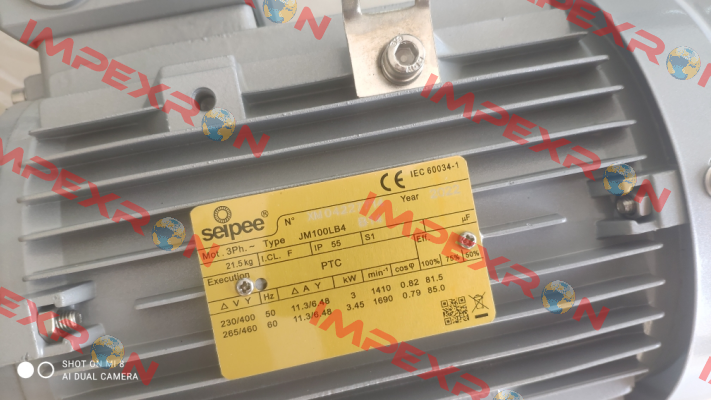 IMPEXRON
IMPEXRON
IMPEXRON
IMPEXRON
IMPEXRON
IMPEXRON
seipee®
N°
CE IEC 60034-1
Year
Mot. 3Ph. ~ Type JM100LB4
21.5kg I.CL. F IP 55 S1 µF
Execution PTC Eff.
△ V Y Hz △ A Y kW min⁻¹ cosφ 100% 75% 50%
230/400 50 11.3/6.48 3 1410 0.82 81.5
265/460 60 11.3/6.48 3.45 1690 0.79 85.0
SHOT ON MI 8
AI DUAL CAMERA